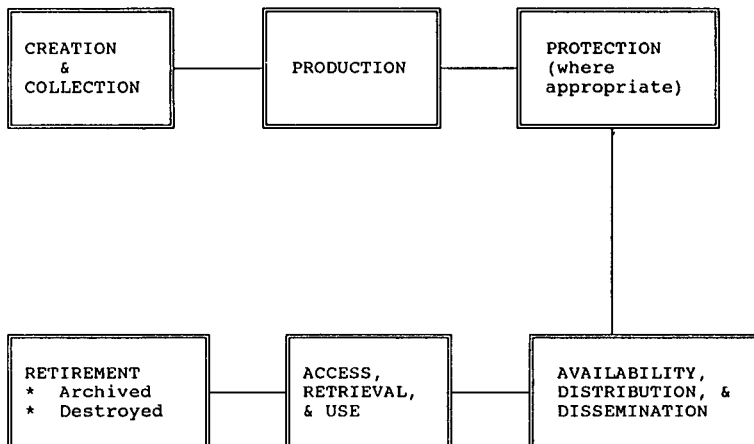 CREATION
&
COLLECTION
PRODUCTION
PROTECTION
(where
appropriate)
RETIREMENT
* Archived
* Destroyed
ACCESS,
RETRIEVAL,
& USE
AVAILABILITY,
DISTRIBUTION, &
DISSEMINATION